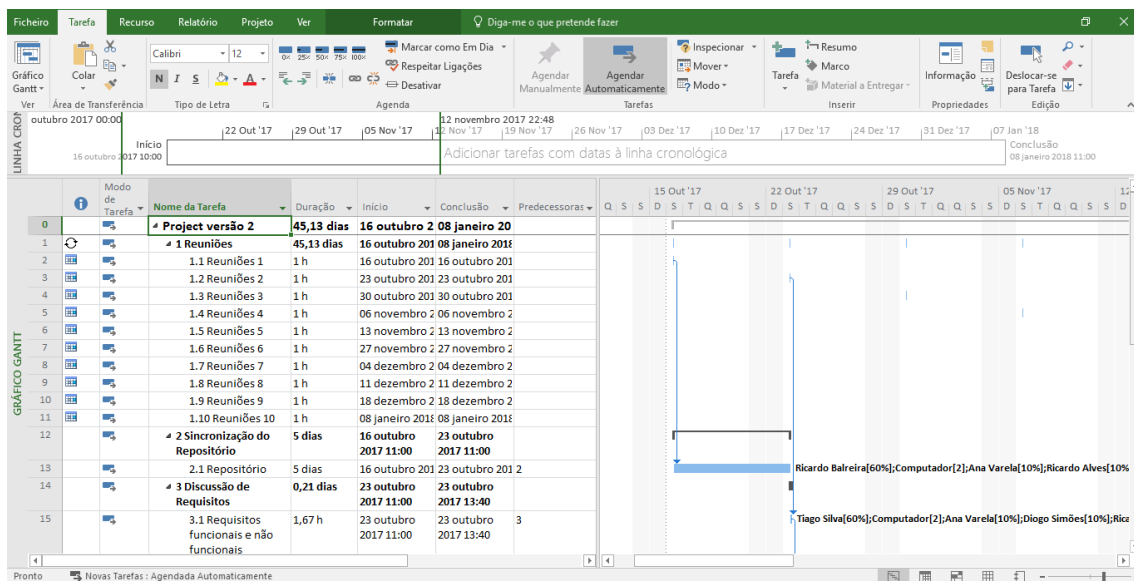 Ficheiro Tarefa Recurso Relatório Projeto Ver Formatar Diga-me o que pretende fazer
Gráfico Gantt
Ver
Colar
Área de Transferência
Calibri 12
N I S A
Tipo de Letra
0× 25× 50× 75× 100×
Marcar como Em Dia
Respeitar Ligações
Desativar
Agenda
Agendar Manualmente
Agendar Automaticamente
Inspecionar
Mover
Modo
Tarefas
Tarefa
Resumo
Marco
Material a Entregar
Inserir
Informação
Propriedades
Deslocar-se para Tarefa
Edição
LINHA CRON
outubro 2017 00:00 12 novembro 2017 22:48
22 Out '17 29 Out '17 05 Nov '17 12 Nov '17 19 Nov '17 26 Nov '17 03 Dez '17 10 Dez '17 17 Dez '17 24 Dez '17 31 Dez '17 07 Jan '18
Início
16 outubro 2017 10:00
Adicionar tarefas com datas à linha cronológica
Conclusão
08 janeiro 2018 11:00
GRÁFICO GANTT
Modo de Tarefa Nome da Tarefa Duração Início Conclusão Predecessoras
15 Out '17 22 Out '17 29 Out '17 05 Nov '17 12
Q S S D S T Q Q S S D S T Q Q S S D S T Q Q S S D S T Q Q S S D
0 Project versão 2 45,13 dias 16 outubro 2 08 janeiro 20
1 1 Reuniões 45,13 dias 16 outubro 201 08 janeiro 2018
2 1.1 Reuniões 1 1 h 16 outubro 201 16 outubro 201
3 1.2 Reuniões 2 1 h 23 outubro 201 23 outubro 201
4 1.3 Reuniões 3 1 h 30 outubro 201 30 outubro 201
5 1.4 Reuniões 4 1 h 06 novembro 2 06 novembro 2
6 1.5 Reuniões 5 1 h 13 novembro 2 13 novembro 2
7 1.6 Reuniões 6 1 h 27 novembro 2 27 novembro 2
8 1.7 Reuniões 7 1 h 04 dezembro 2 04 dezembro 2
9 1.8 Reuniões 8 1 h 11 dezembro 2 11 dezembro 2
10 1.9 Reuniões 9 1 h 18 dezembro 2 18 dezembro 2
11 1.10 Reuniões 10 1 h 08 janeiro 2018 08 janeiro 2018
12 2 Sincronização do 5 dias 16 outubro 23 outubro
Repositório 2017 11:00 2017 11:00
13 2.1 Repositório 5 dias 16 outubro 201 23 outubro 201 2
Ricardo Balreira[60%];Computador[2];Ana Varela[10%];Ricardo Alves[10%
14 3 Discussão de 0,21 dias 23 outubro 23 outubro
Requisitos 2017 11:00 2017 13:40
15 3.1 Requisitos 1,67 h 23 outubro 23 outubro 3
funcionais e não 2017 11:00 2017 13:40
funcionais
Tiago Silva[60%];Computador[2];Ana Varela[10%];Diogo Simões[10%];Rica
Pronto Novas Tarefas : Agendada Automaticamente